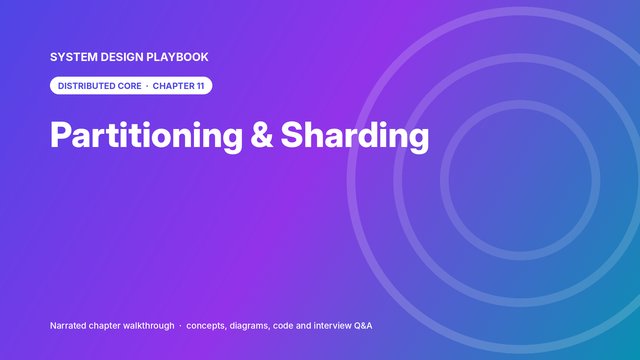 SYSTEM DESIGN PLAYBOOK
DISTRIBUTED CORE · CHAPTER 11
Partitioning & Sharding
Narrated chapter walkthrough · concepts, diagrams, code and interview Q&A